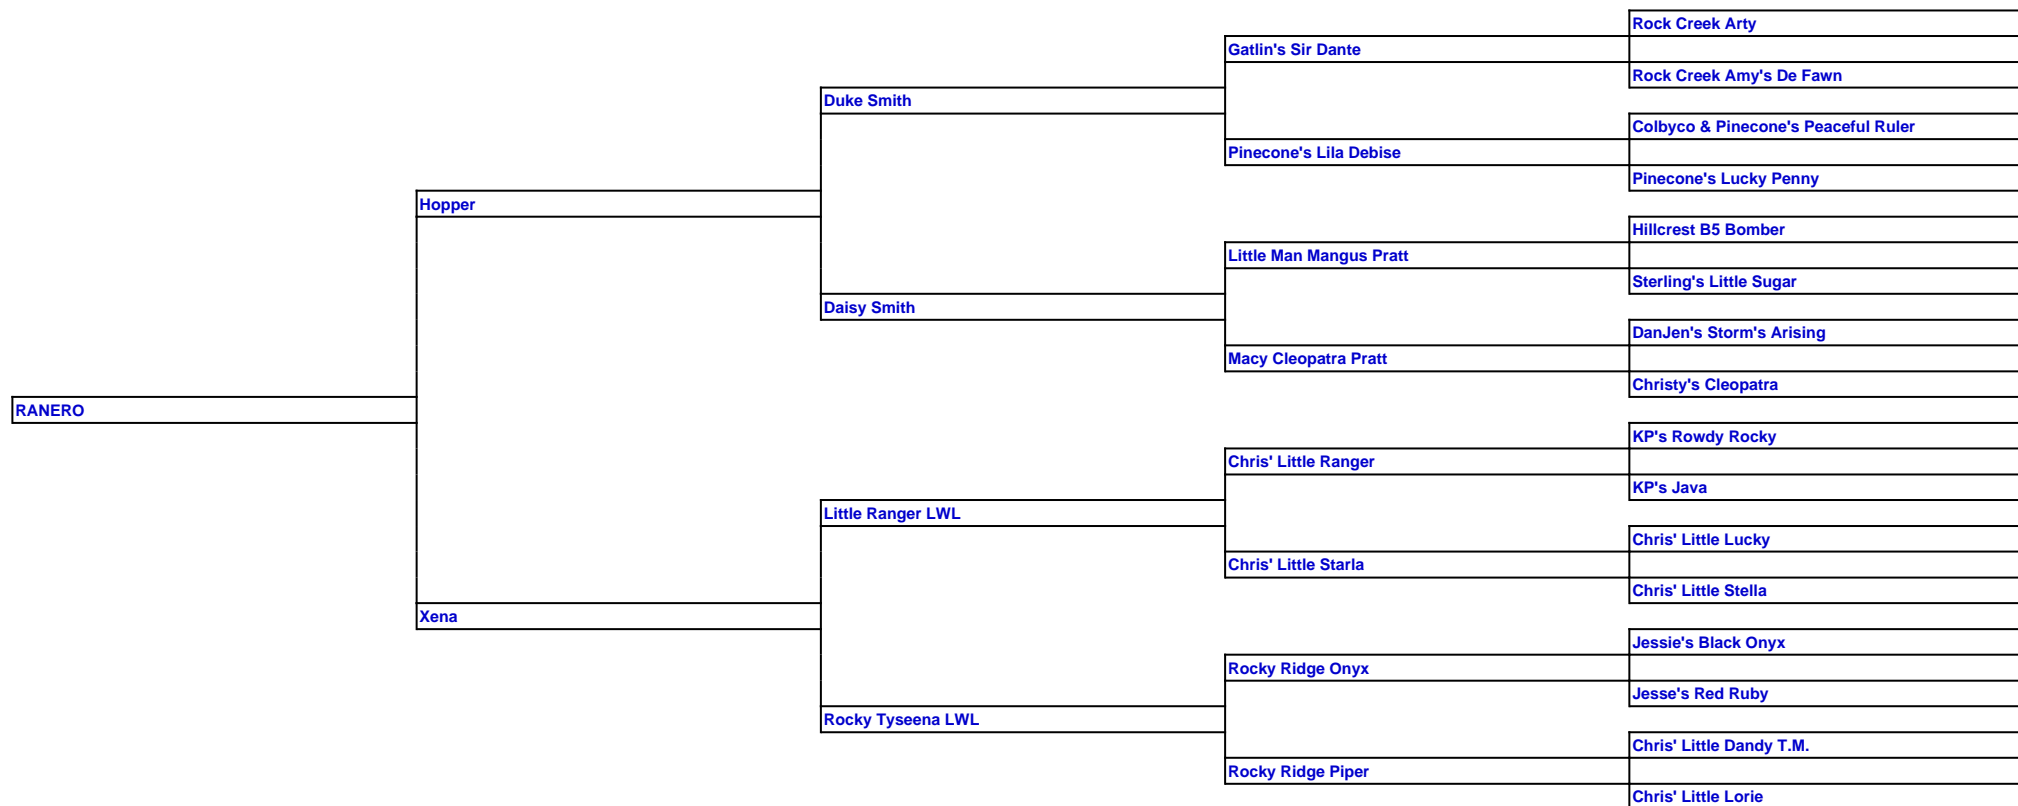 Rock Creek Arty
Gatlin's Sir Dante
Rock Creek Amy's De Fawn
Duke Smith
Colbyco & Pinecone's Peaceful Ruler
Pinecone's Lila Debise
Pinecone's Lucky Penny
Hopper
Hillcrest B5 Bomber
Little Man Mangus Pratt
Sterling's Little Sugar
Daisy Smith
DanJen's Storm's Arising
Macy Cleopatra Pratt
Christy's Cleopatra
RANERO
KP's Rowdy Rocky
Chris' Little Ranger
KP's Java
Little Ranger LWL
Chris' Little Lucky
Chris' Little Starla
Chris' Little Stella
Xena
Jessie's Black Onyx
Rocky Ridge Onyx
Jesse's Red Ruby
Rocky Tyseena LWL
Chris' Little Dandy T.M.
Rocky Ridge Piper
Chris' Little Lorie